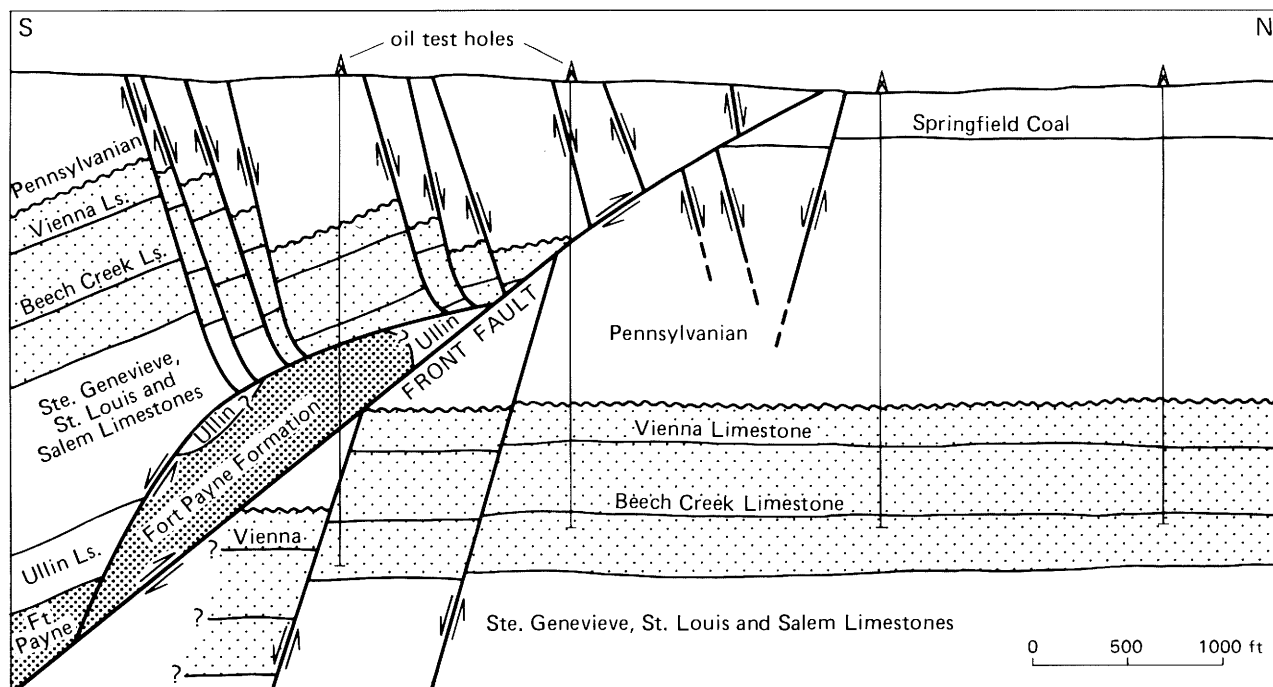 S
N
oil test holes
Springfield Coal
Pennsylvanian
Vienna Ls.
Beech Creek Ls.
Ste. Genevieve,
St. Louis and
Salem Limestones
Ullin ?
? Ullin
FRONT FAULT
Fort Payne Formation
Pennsylvanian
Vienna Limestone
Beech Creek Limestone
Vienna
?
?
?
Ullin Ls.
Ft.
Payne
Ste. Genevieve, St. Louis and Salem Limestones
0 500 1000 ft